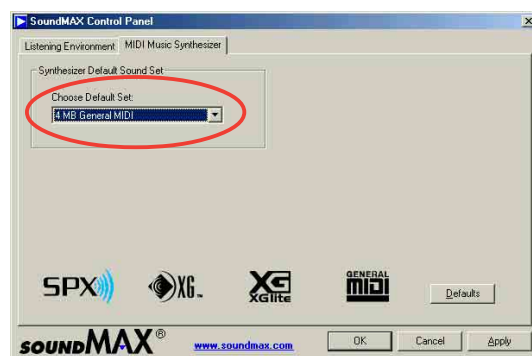 SoundMAX Control Panel
Listening Environment MIDI Music Synthesizer
Synthesizer Default Sound Set
Choose Default Set:
4 MB General MIDI
SPX XG XG XGlite GENERAL MIDI
Defaults
SOUNDMAX® www.soundmax.com OK Cancel Apply